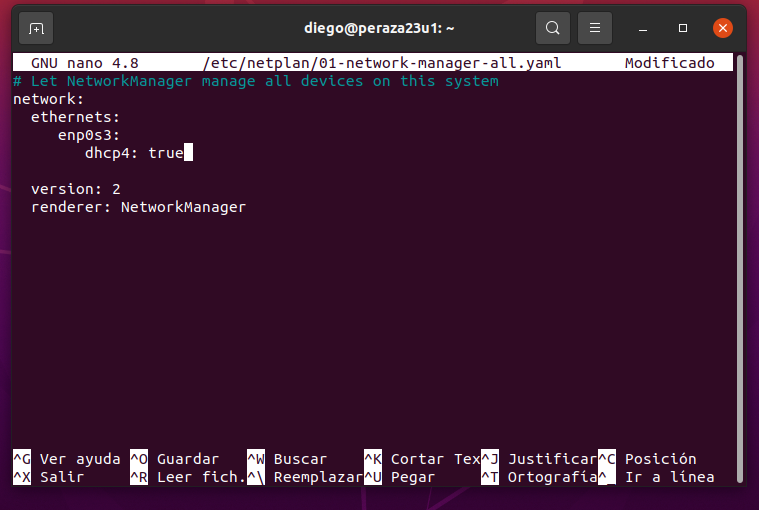 diego@peraza23u1: ~
GNU nano 4.8 /etc/netplan/01-network-manager-all.yaml Modificado
# Let NetworkManager manage all devices on this system
network:
  ethernets:
     enp0s3:
        dhcp4: true
  version: 2
  renderer: NetworkManager
^G Ver ayuda ^O Guardar ^W Buscar ^K Cortar Tex ^J Justificar ^C Posición
^X Salir ^R Leer fich. ^\ Reemplazar ^U Pegar ^T Ortografía ^_ Ir a línea